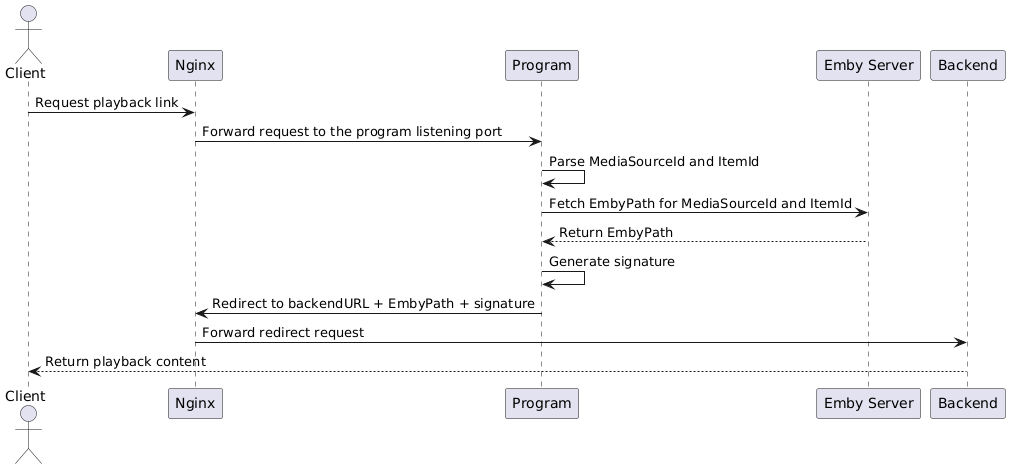 Client
Nginx
Program
Emby Server
Backend
Request playback link
Forward request to the program listening port
Parse MediaSourceId and ItemId
Fetch EmbyPath for MediaSourceId and ItemId
Return EmbyPath
Generate signature
Redirect to backendURL + EmbyPath + signature
Forward redirect request
Return playback content
Client
Nginx
Program
Emby Server
Backend